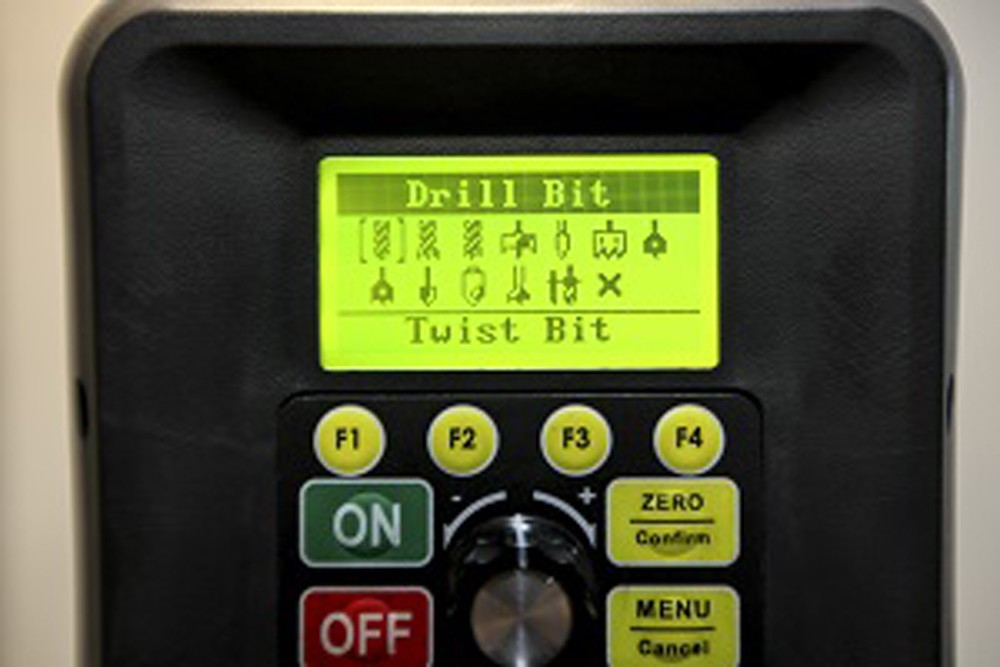 Drill Bit
Twist Bit
F1 F2 F3 F4
- +
ON
ZERO
Confirm
OFF
MENU
Cancel